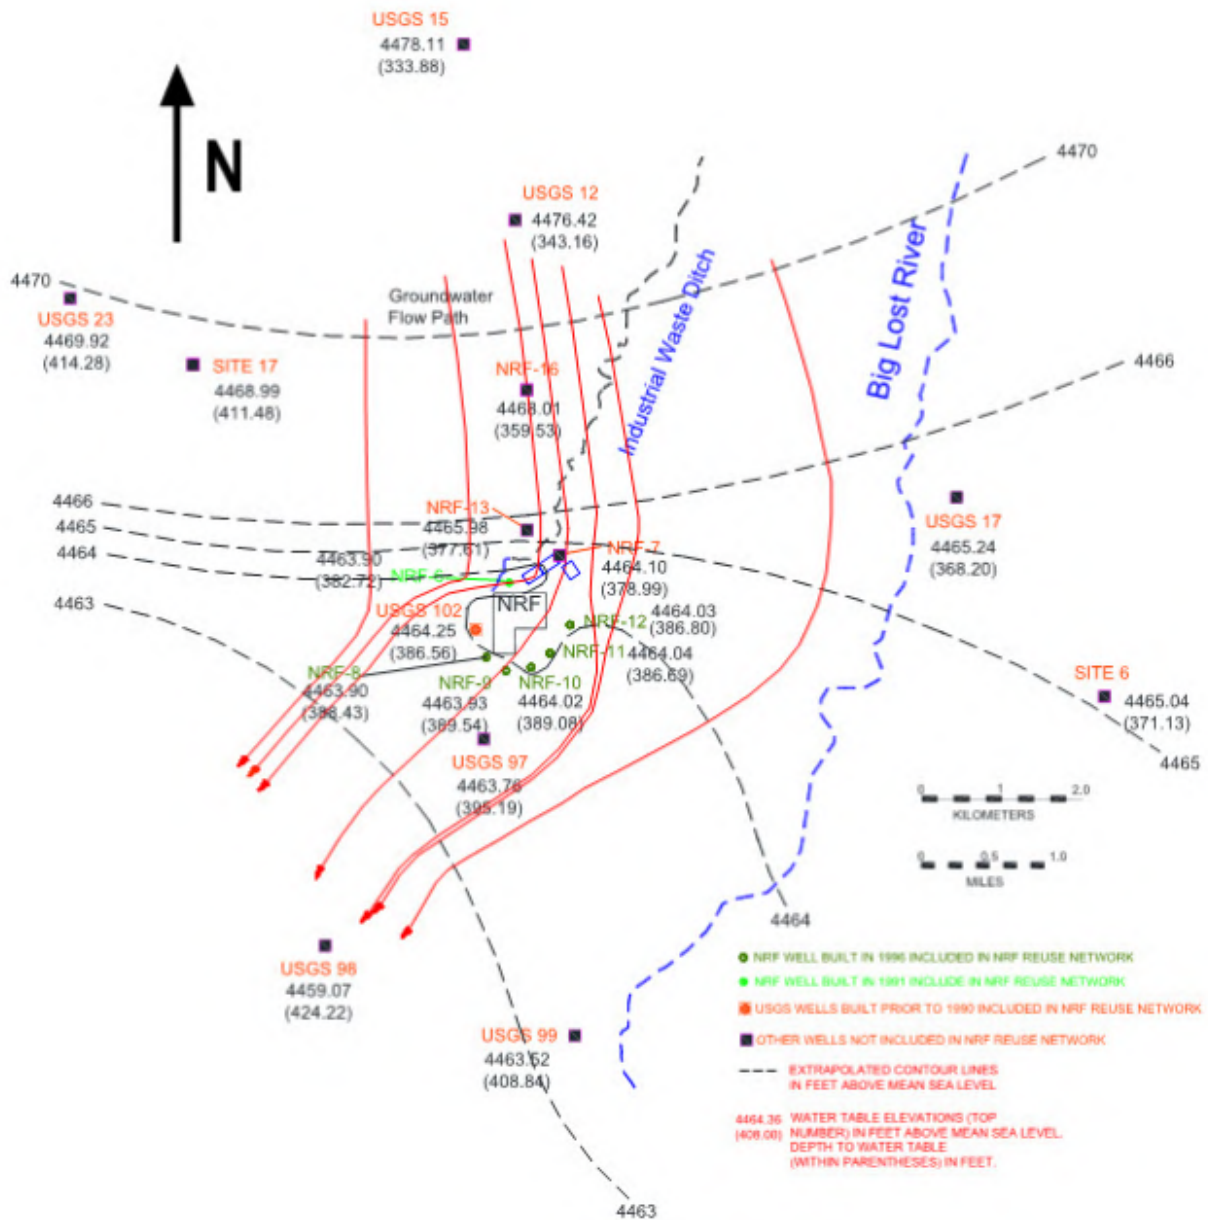 USGS 15
4478.11
(333.88)
N
USGS 12
4476.42
(343.16)
4470
4470
Groundwater
Flow Path
Industrial Waste Ditch
Big Lost River
USGS 23
4469.92
(414.28)
SITE 17
4468.99
(411.48)
NRF-16
4468.01
(359.53)
4466
4466
4465
4464
4463
NRF-13
4465.98
(377.61)
USGS 17
4465.24
(368.20)
4463.90
(382.72)
NRF-6
NRF-7
4464.10
(378.99)
NRF
USGS 102
4464.25
(386.56)
NRF-12
4464.03
(386.80)
NRF-11
4464.04
(386.69)
NRF-8
4463.90
(388.43)
NRF-9
4463.93
(389.54)
NRF-10
4464.02
(389.08)
SITE 6
4465.04
(371.13)
4465
USGS 97
4463.76
(395.19)
0 1 2.0
KILOMETERS
0 0.5 1.0
MILES
4464
USGS 98
4459.07
(424.22)
USGS 99
4463.52
(408.84)
4463
NRF WELL BUILT IN 1996 INCLUDED IN NRF REUSE NETWORK
NRF WELL BUILT IN 1991 INCLUDE IN NRF REUSE NETWORK
USGS WELLS BUILT PRIOR TO 1990 INCLUDED IN NRF REUSE NETWORK
OTHER WELLS NOT INCLUDED IN NRF REUSE NETWORK
EXTRAPOLATED CONTOUR LINES
IN FEET ABOVE MEAN SEA LEVEL
4464.36 WATER TABLE ELEVATIONS (TOP
(408.00) NUMBER) IN FEET ABOVE MEAN SEA LEVEL.
DEPTH TO WATER TABLE
(WITHIN PARENTHESES) IN FEET.